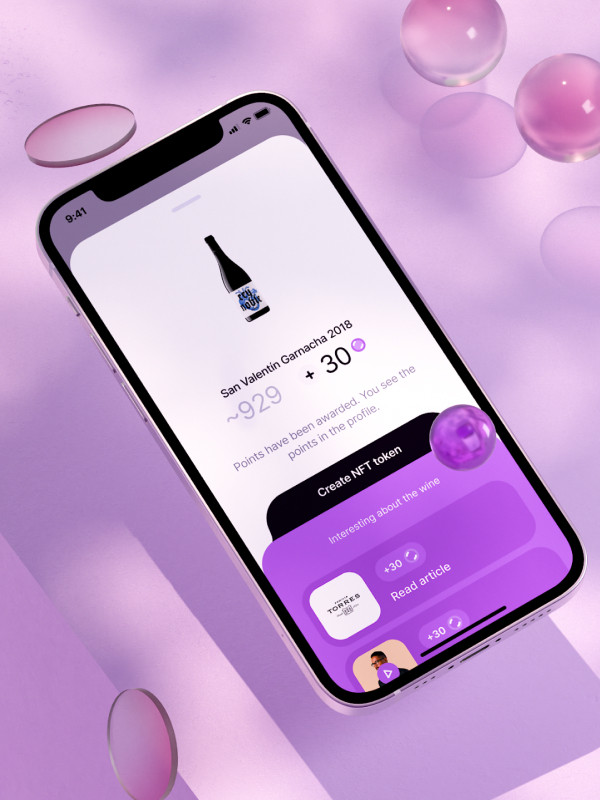 9:41
San Valentín Garnacha 2018
~929 + 30
Points have been awarded. You see the
points in the profile.
Create NFT token
Interesting about the wine
+30
TORRES
Read article
+30